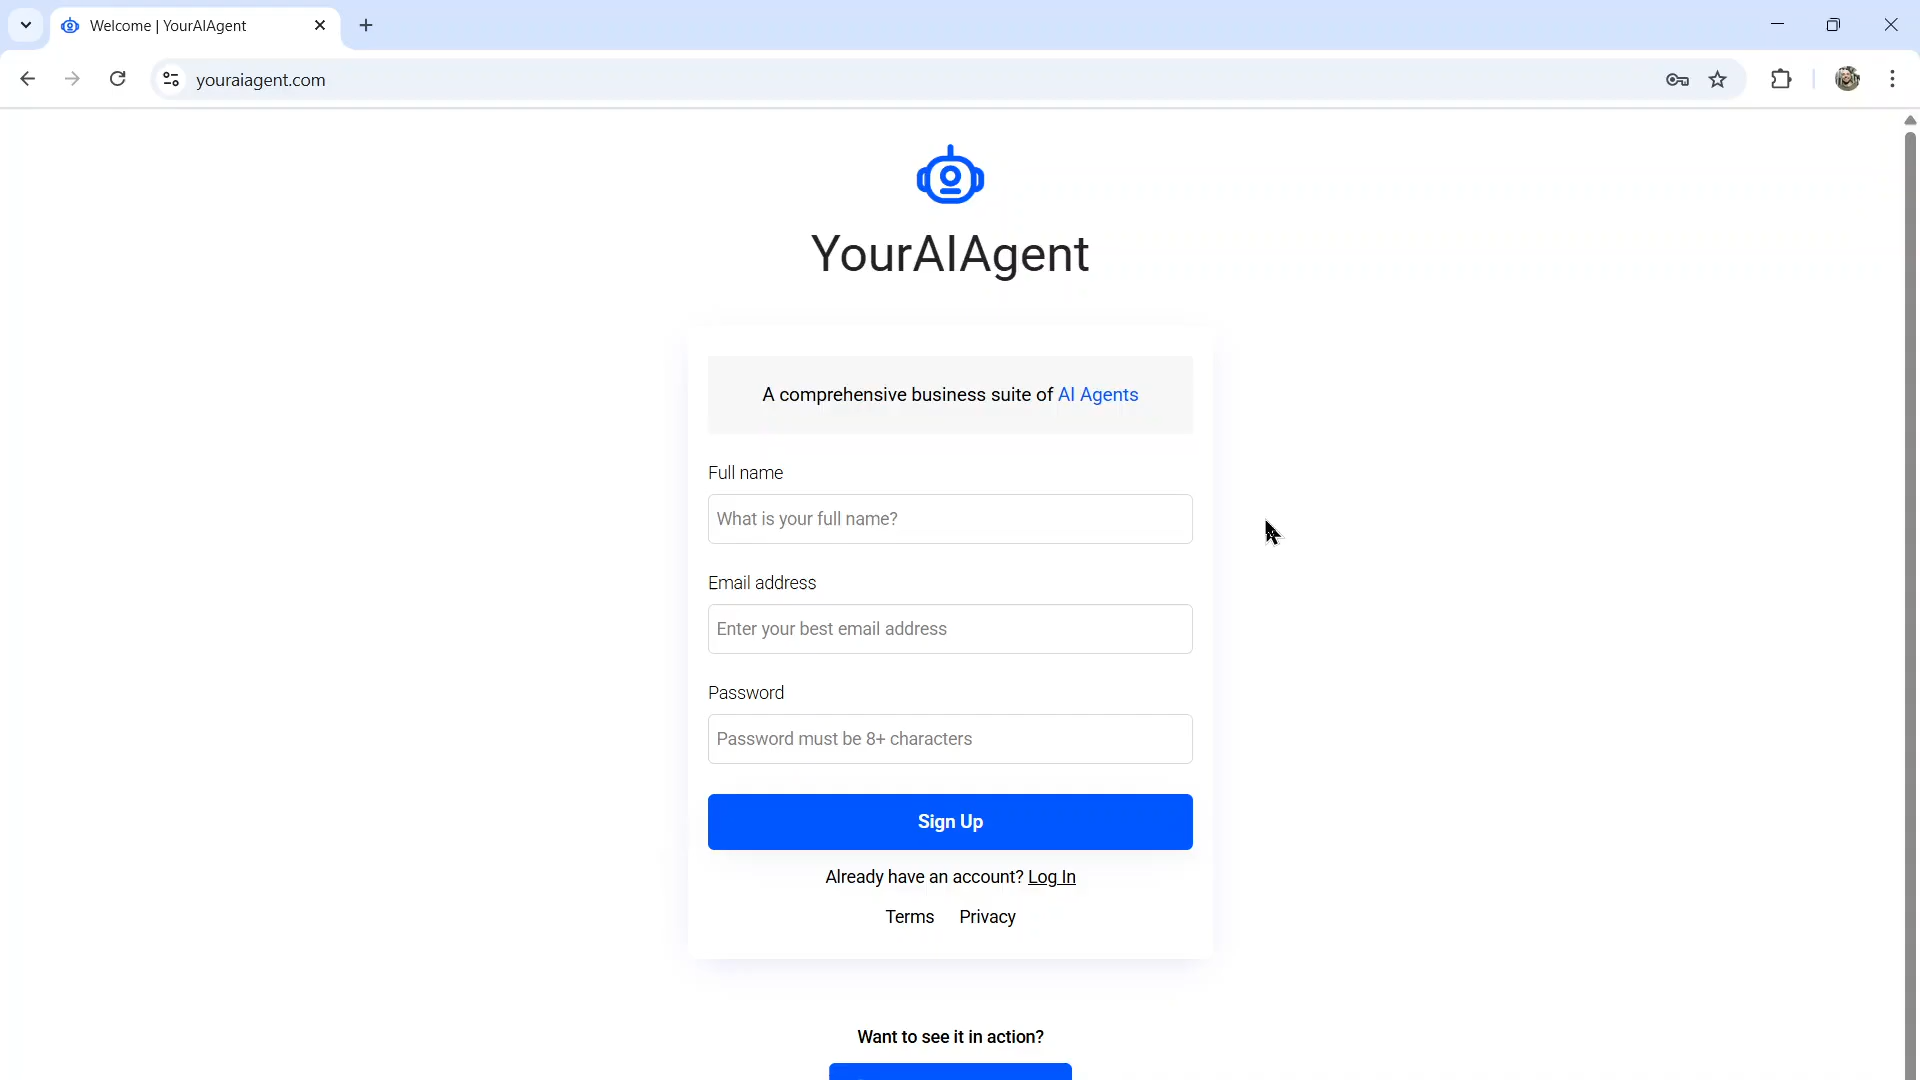 Welcome | YourAIAgent
youraiagent.com
YourAIAgent
A comprehensive business suite of AI Agents
Full name
What is your full name?
Email address
Enter your best email address
Password
Password must be 8+ characters
Sign Up
Already have an account? Log In
Terms Privacy
Want to see it in action?